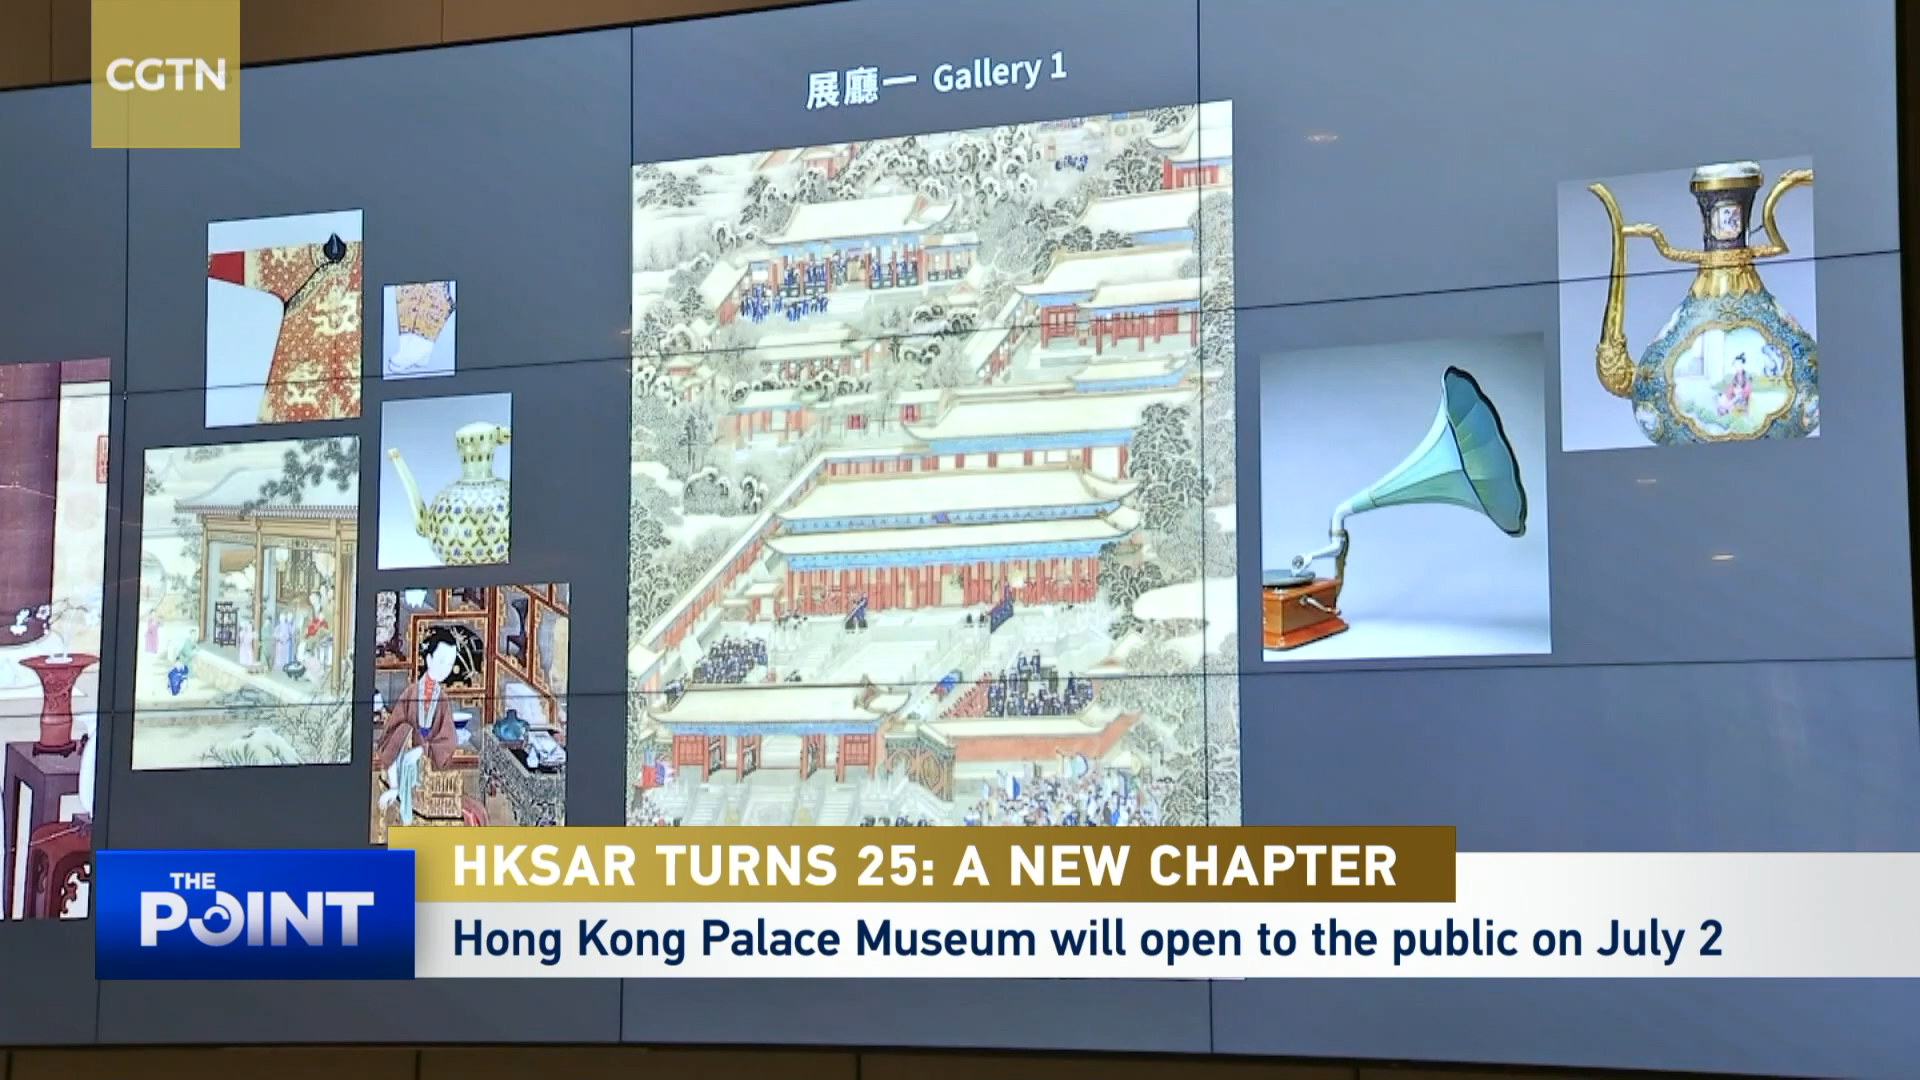 CGTN
展廳一 Gallery 1
HKSAR TURNS 25: A NEW CHAPTER
THE
POINT
Hong Kong Palace Museum will open to the public on July 2